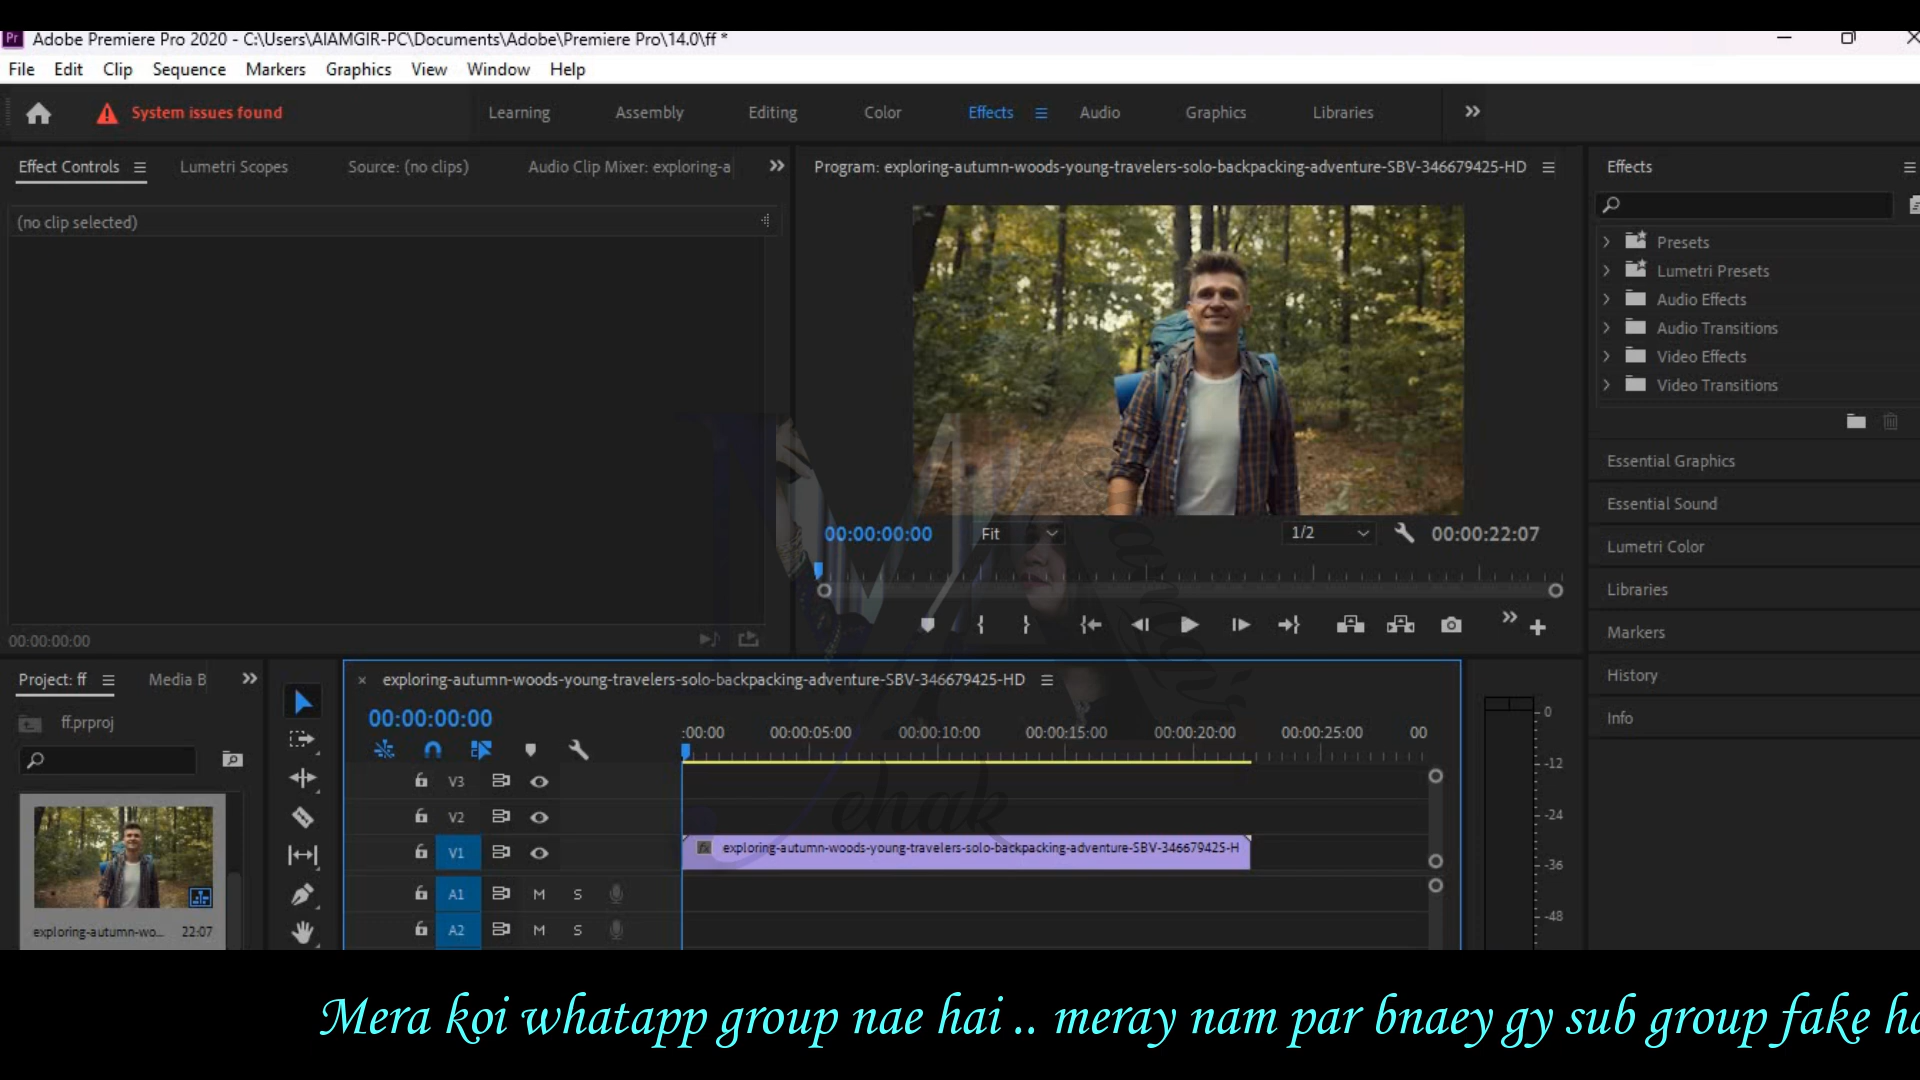 Pr Adobe Premiere Pro 2020 - C:\Users\AIAMGIR-PC\Documents\Adobe\Premiere Pro\14.0\ff *
File Edit Clip Sequence Markers Graphics View Window Help
System issues found Learning Assembly Editing Color Effects Audio Graphics Libraries
Effect Controls Lumetri Scopes Source: (no clips) Audio Clip Mixer: exploring-a
(no clip selected)
00:00:00:00
Program: exploring-autumn-woods-young-travelers-solo-backpacking-adventure-SBV-346679425-HD
00:00:00:00 Fit 1/2 00:00:22:07
Effects
Presets
Lumetri Presets
Audio Effects
Audio Transitions
Video Effects
Video Transitions
Essential Graphics
Essential Sound
Lumetri Color
Libraries
Markers
History
Info
Project: ff Media B
ff.prproj
exploring-autumn-wo... 22:07
exploring-autumn-woods-young-travelers-solo-backpacking-adventure-SBV-346679425-HD
00:00:00:00
:00:00 00:00:05:00 00:00:10:00 00:00:15:00 00:00:20:00 00:00:25:00 00
V3
V2
V1 fx exploring-autumn-woods-young-travelers-solo-backpacking-adventure-SBV-346679425-H
A1 M S
A2 M S
0
-12
-24
-36
-48
Mera koi whatapp group nae hai .. meray nam par bnaey gy sub group fake ha